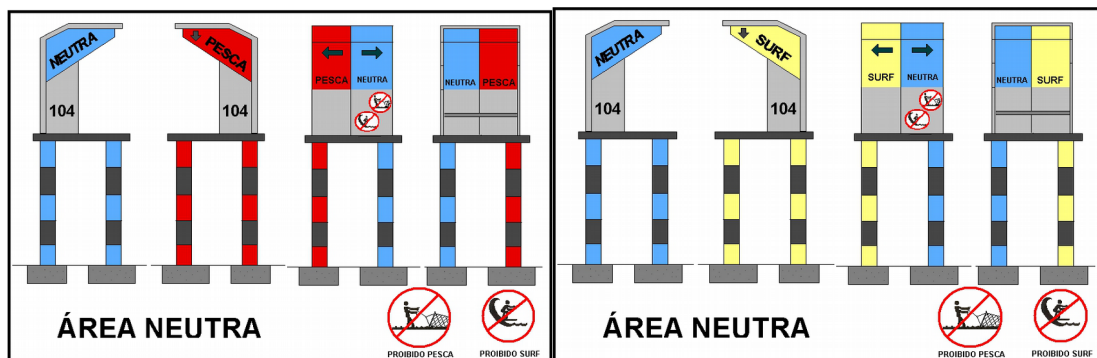 NEUTRA
104
PESCA
104
PESCA NEUTRA
NEUTRA PESCA
ÁREA NEUTRA
PROIBIDO PESCA
PROIBIDO SURF
NEUTRA
104
SURF
104
SURF NEUTRA
NEUTRA SURF
ÁREA NEUTRA
PROIBIDO PESCA
PROIBIDO SURF